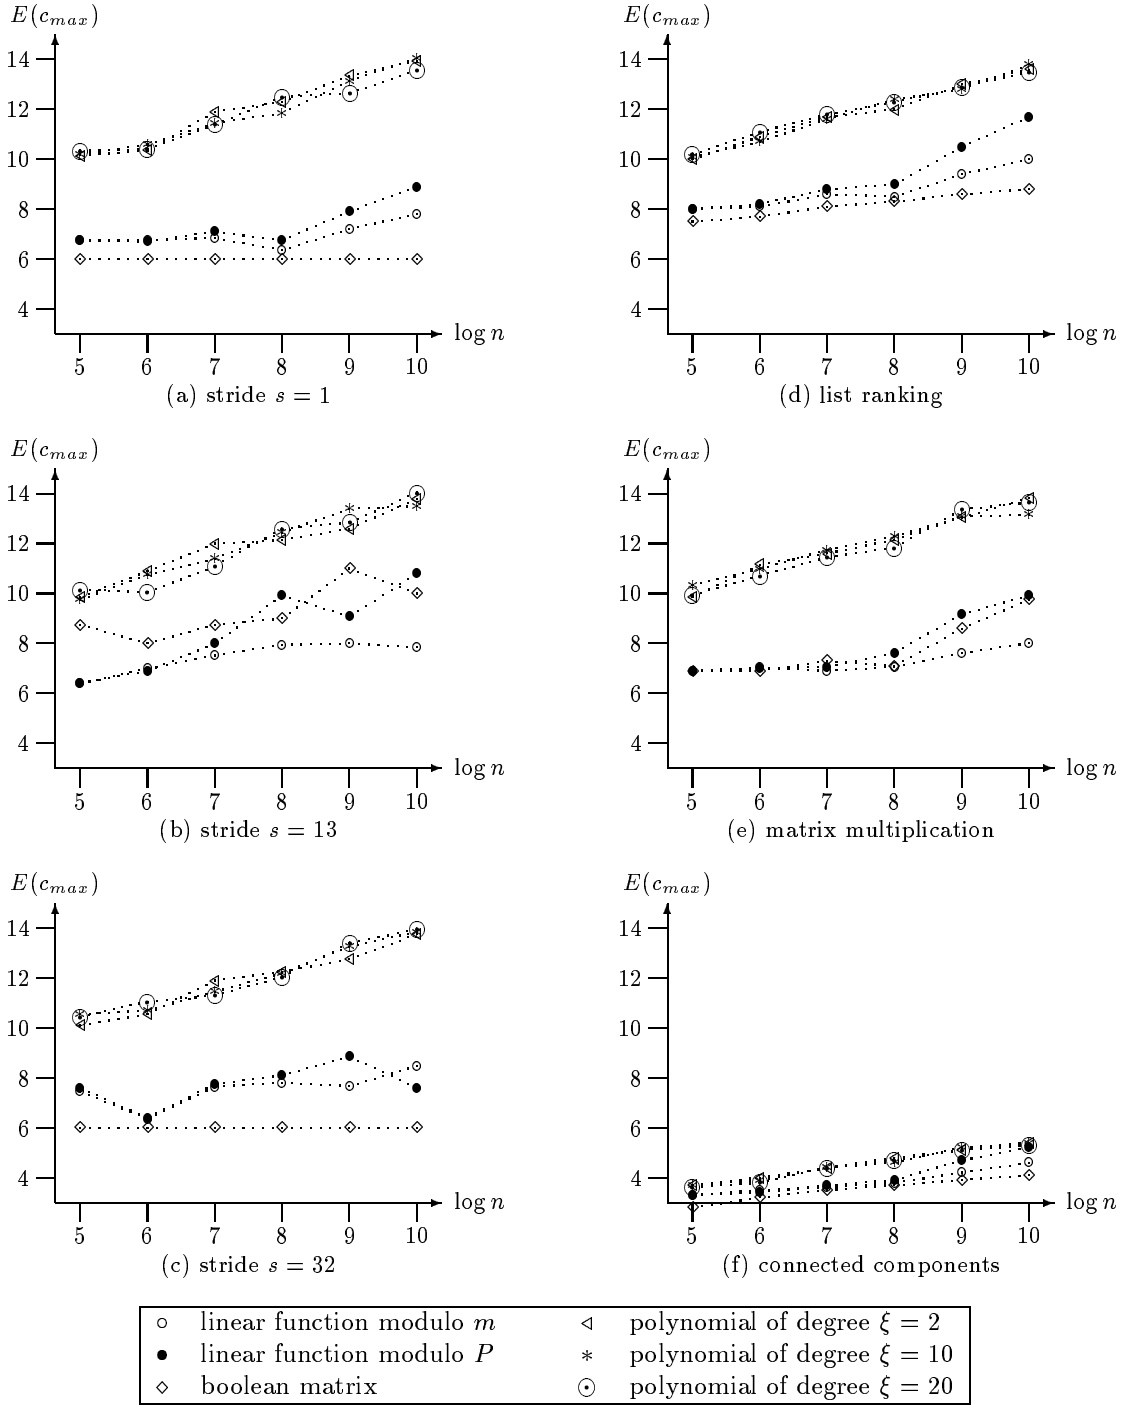 E(c_max)
14
12
10
8
6
4
5 6 7 8 9 10
log n
(a) stride s = 1
E(c_max)
14
12
10
8
6
4
5 6 7 8 9 10
log n
(d) list ranking
E(c_max)
14
12
10
8
6
4
5 6 7 8 9 10
log n
(b) stride s = 13
E(c_max)
14
12
10
8
6
4
5 6 7 8 9 10
log n
(e) matrix multiplication
E(c_max)
14
12
10
8
6
4
5 6 7 8 9 10
log n
(c) stride s = 32
E(c_max)
14
12
10
8
6
4
5 6 7 8 9 10
log n
(f) connected components
linear function modulo m
linear function modulo P
boolean matrix
polynomial of degree ξ = 2
polynomial of degree ξ = 10
polynomial of degree ξ = 20